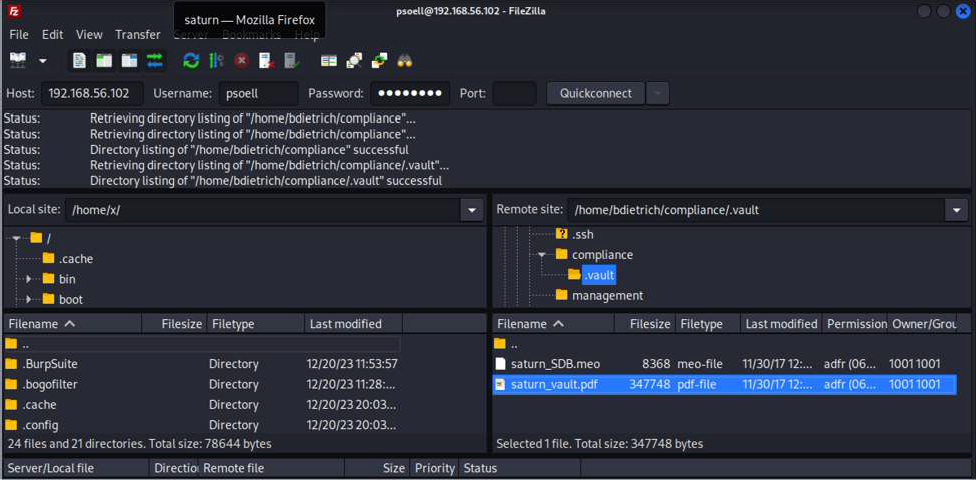 psoell@192.168.56.102 - FileZilla
saturn — Mozilla Firefox
File Edit View Transfer Server Bookmarks Help
Host: 192.168.56.102 Username: psoell Password: ●●●●●●●● Port: Quickconnect
Status: Retrieving directory listing of "/home/bdietrich/compliance"...
Status: Retrieving directory listing of "/home/bdietrich/compliance"...
Status: Directory listing of "/home/bdietrich/compliance" successful
Status: Retrieving directory listing of "/home/bdietrich/compliance/.vault"...
Status: Directory listing of "/home/bdietrich/compliance/.vault" successful
Local site: /home/x/
/
.cache
bin
boot
Filename Filesize Filetype Last modified
..
.BurpSuite Directory 12/20/23 11:53:57
.bogofilter Directory 12/20/23 11:28:...
.cache Directory 12/20/23 20:03...
.config Directory 12/20/23 20:03...
24 files and 21 directories. Total size: 78644 bytes
Remote site: /home/bdietrich/compliance/.vault
.ssh
compliance
.vault
management
Filename Filesize Filetype Last modified Permission Owner/Grou
..
saturn_SDB.meo 8368 meo-file 11/30/17 12:... adfr (06... 1001 1001
saturn_vault.pdf 347748 pdf-file 11/30/17 12:... adfr (06... 1001 1001
Selected 1 file. Total size: 347748 bytes
Server/Local file Directio Remote file Size Priority Status